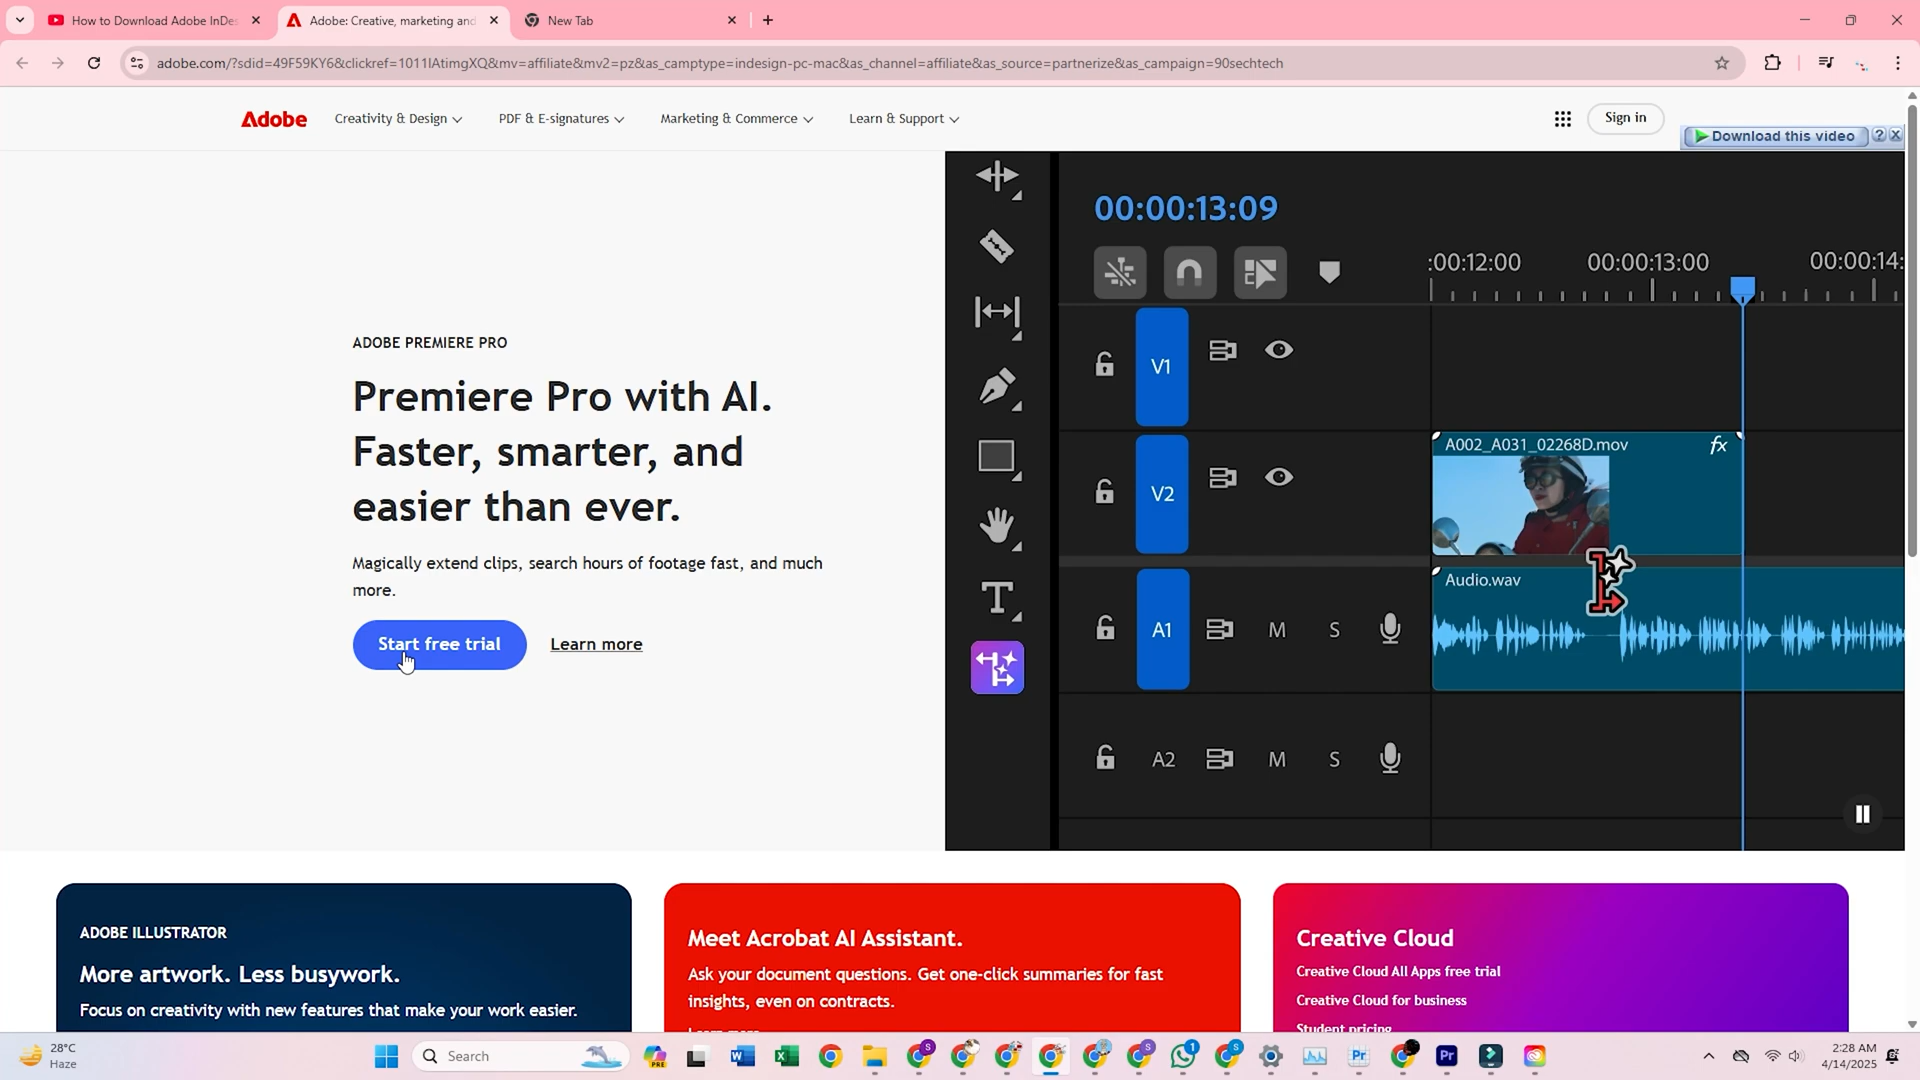 How to Download Adobe InDes
Adobe: Creative, marketing and
New Tab
adobe.com/?sdid=49F59KY6&clickref=1011lAtimgXQ&mv=affiliate&mv2=pz&as_camptype=indesign-pc-mac&as_channel=affiliate&as_source=partnerize&as_campaign=90sechtech
Adobe
Creativity & Design
PDF & E-signatures
Marketing & Commerce
Learn & Support
Sign in
Download this video
00:00:13:09
:00:12:00
00:00:13:00
00:00:14:
V1
ADOBE PREMIERE PRO
Premiere Pro with AI.
Faster, smarter, and
easier than ever.
Magically extend clips, search hours of footage fast, and much
more.
Start free trial
Learn more
A002_A031_02268D.mov
fx
V2
Audio.wav
A1
M
S
A2
M
S
ADOBE ILLUSTRATOR
More artwork. Less busywork.
Focus on creativity with new features that make your work easier.
Meet Acrobat AI Assistant.
Ask your document questions. Get one-click summaries for fast
insights, even on contracts.
Learn more
Creative Cloud
Creative Cloud All Apps free trial
Creative Cloud for business
Student pricing
28°C
Haze
Search
PRE
S
S
1
S
Pr
Pr
2:28 AM
4/14/2025